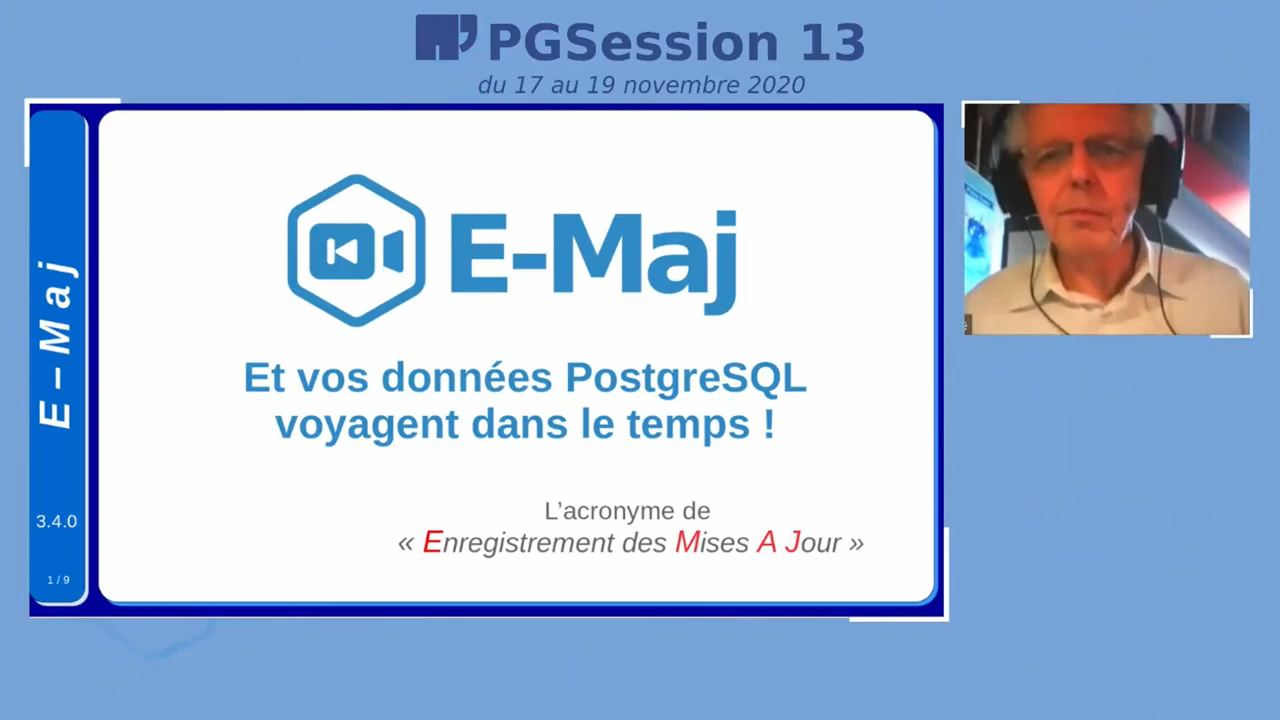 PGSession 13
du 17 au 19 novembre 2020
E-Maj
3.4.0
1 / 9
E-Maj
Et vos données PostgreSQL
voyagent dans le temps !
L’acronyme de
« Enregistrement des Mises A Jour »